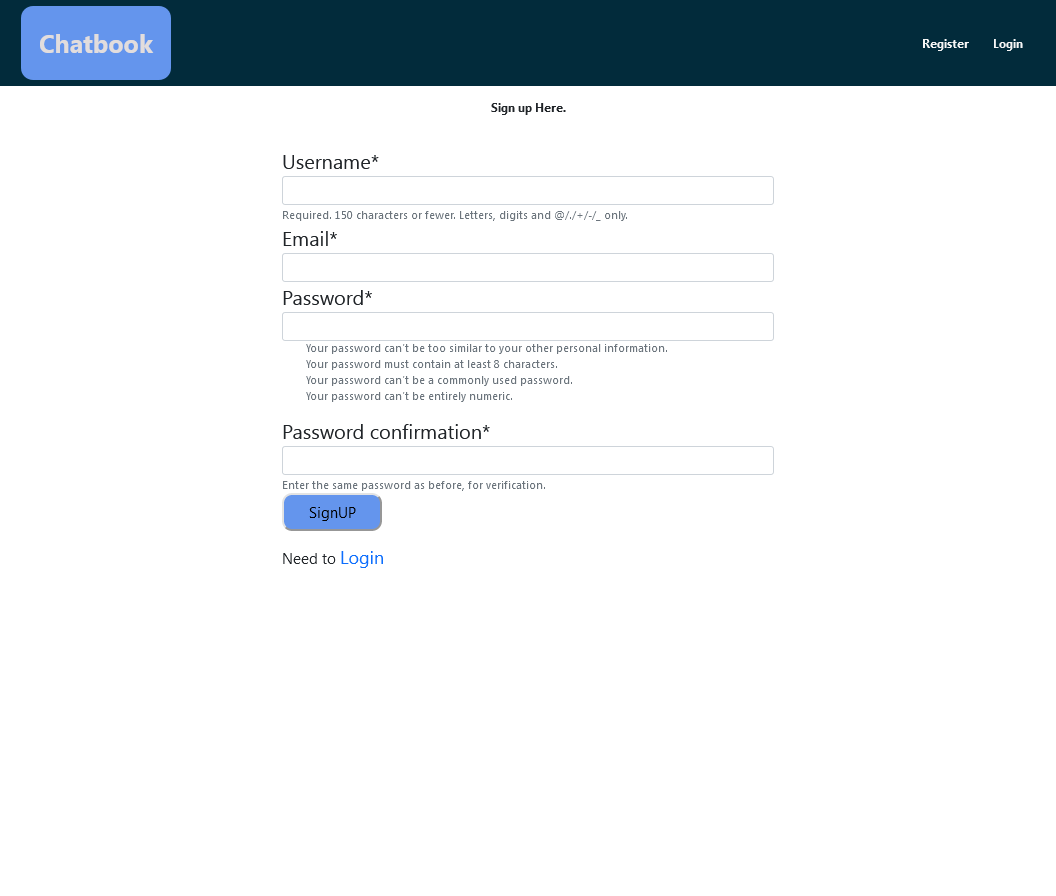 Chatbook
Register Login
Sign up Here.
Username*
Required. 150 characters or fewer. Letters, digits and @/./+/-/_ only.
Email*
Password*
Your password can't be too similar to your other personal information.
Your password must contain at least 8 characters.
Your password can't be a commonly used password.
Your password can't be entirely numeric.
Password confirmation*
Enter the same password as before, for verification.
SignUP
Need to Login